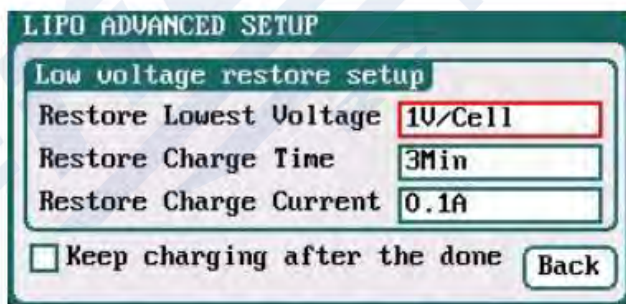 LIPO ADVANCED SETUP
Low voltage restore setup
Restore Lowest Voltage 1V/Cell
Restore Charge Time 3Min
Restore Charge Current 0.1A
Keep charging after the done Back